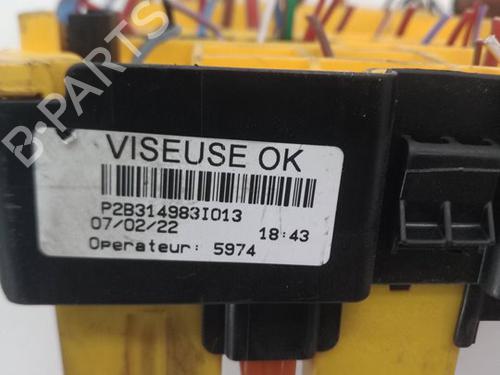 VISEUSE OK
P2B314983I013
07/02/22 18:43
Operateur: 5974
B-PARTS